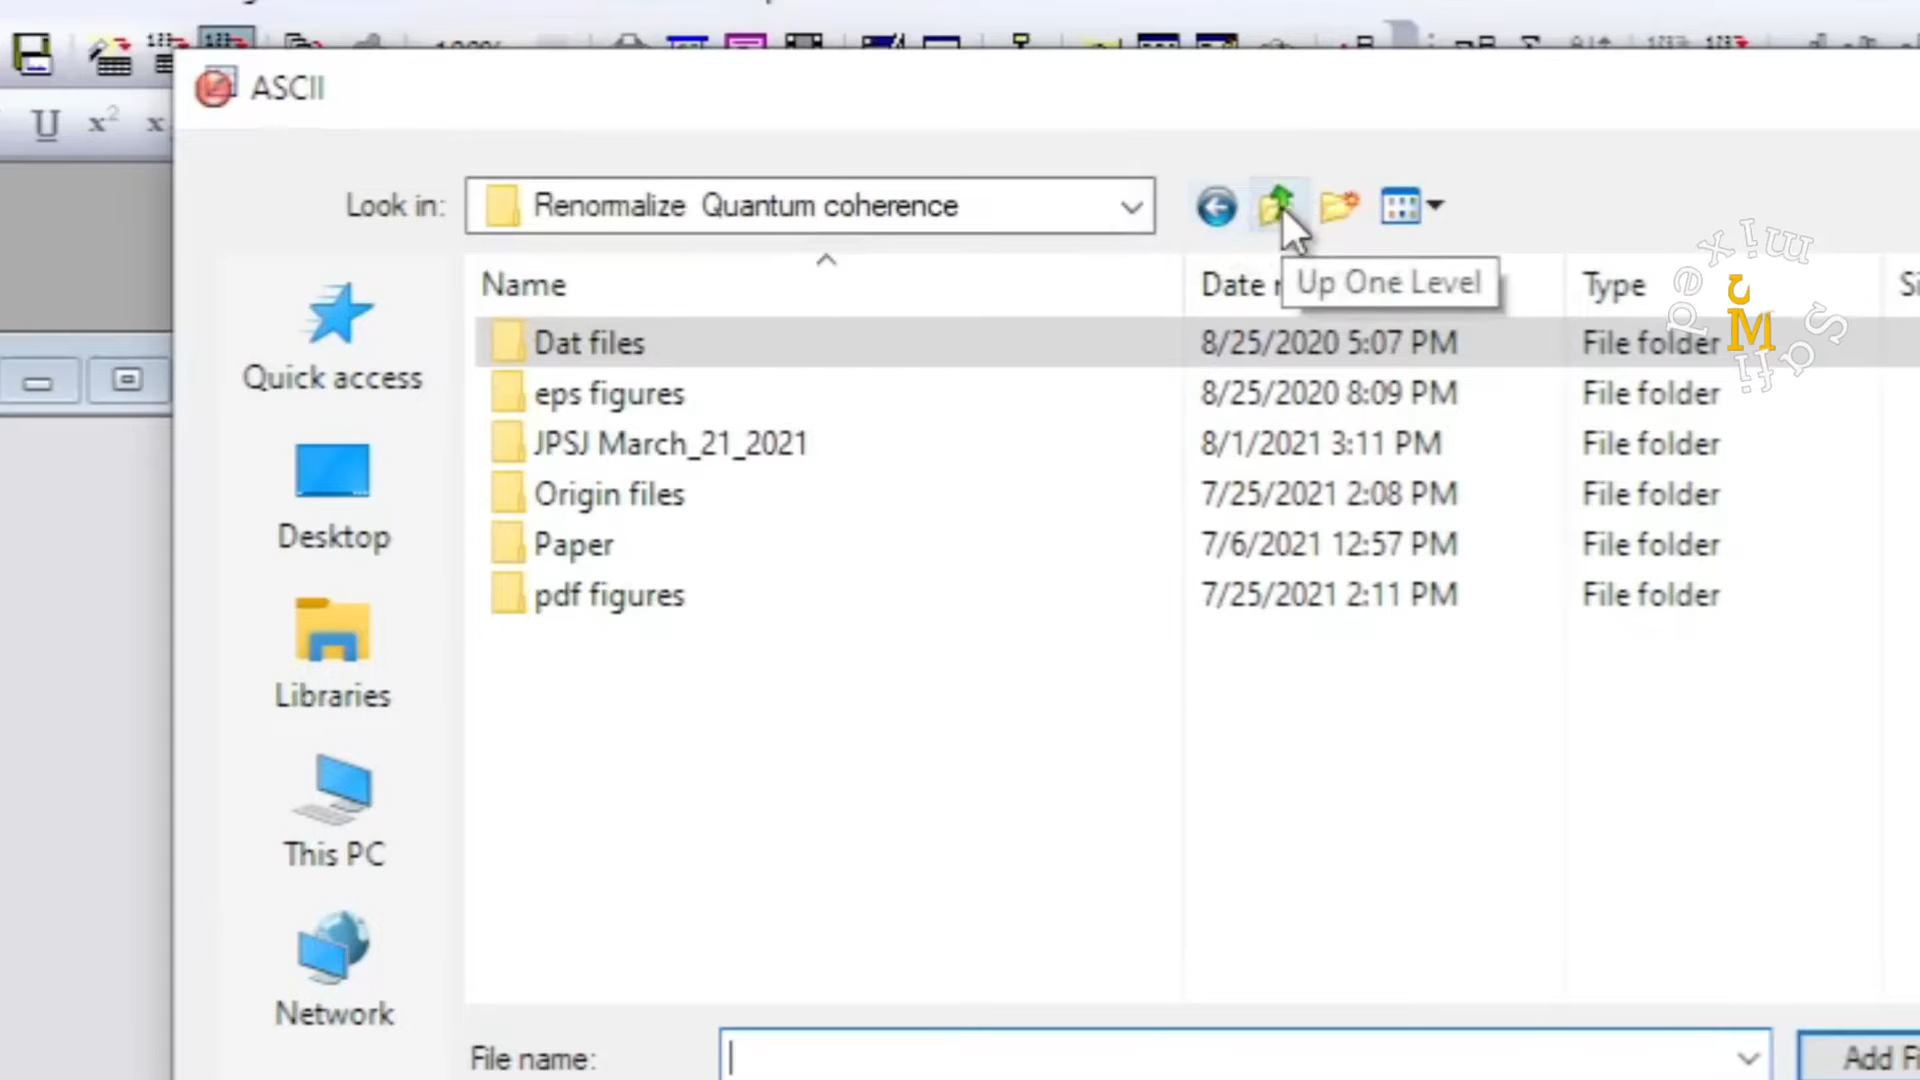 ASCII
U x2 x
Look in: Renormalize Quantum coherence
Up One Level
Name Date Type
Dat files 8/25/2020 5:07 PM File folder
eps figures 8/25/2020 8:09 PM File folder
JPSJ March_21_2021 8/1/2021 3:11 PM File folder
Origin files 7/25/2021 2:08 PM File folder
Paper 7/6/2021 12:57 PM File folder
pdf figures 7/25/2021 2:11 PM File folder
Quick access
Desktop
Libraries
This PC
Network
File name:
Add
M